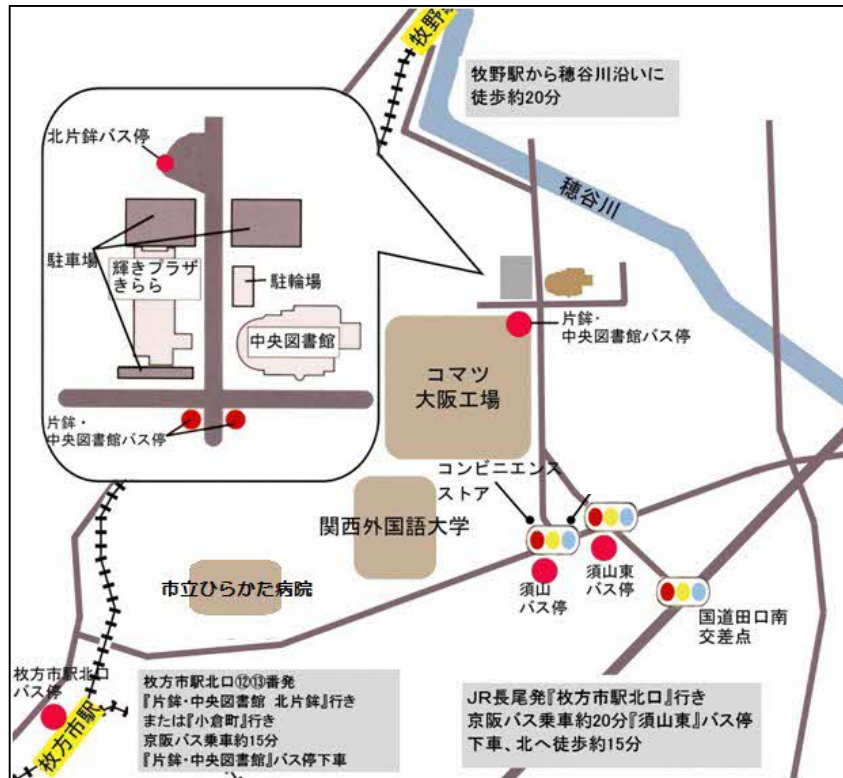 牧野
牧野駅から穂谷川沿いに
徒歩約20分
北片鉾バス停
穂谷川
駐車場
輝きプラザ
きらら
駐輪場
中央図書館
片鉾・
中央図書館バス停
片鉾・
中央図書館バス停
コマツ
大阪工場
コンビニエンス
ストア
関西外国語大学
市立ひらかた病院
須山
バス停
須山東
バス停
国道田口南
交差点
枚方市駅北口
バス停
枚方市駅
枚方市駅北口⑫⑬番発
『片鉾・中央図書館 北片鉾』行き
または『小倉町』行き
京阪バス乗車約15分
『片鉾・中央図書館』バス停下車
JR長尾発『枚方市駅北口』行き
京阪バス乗車約20分『須山東』バス停
下車、北へ徒歩約15分